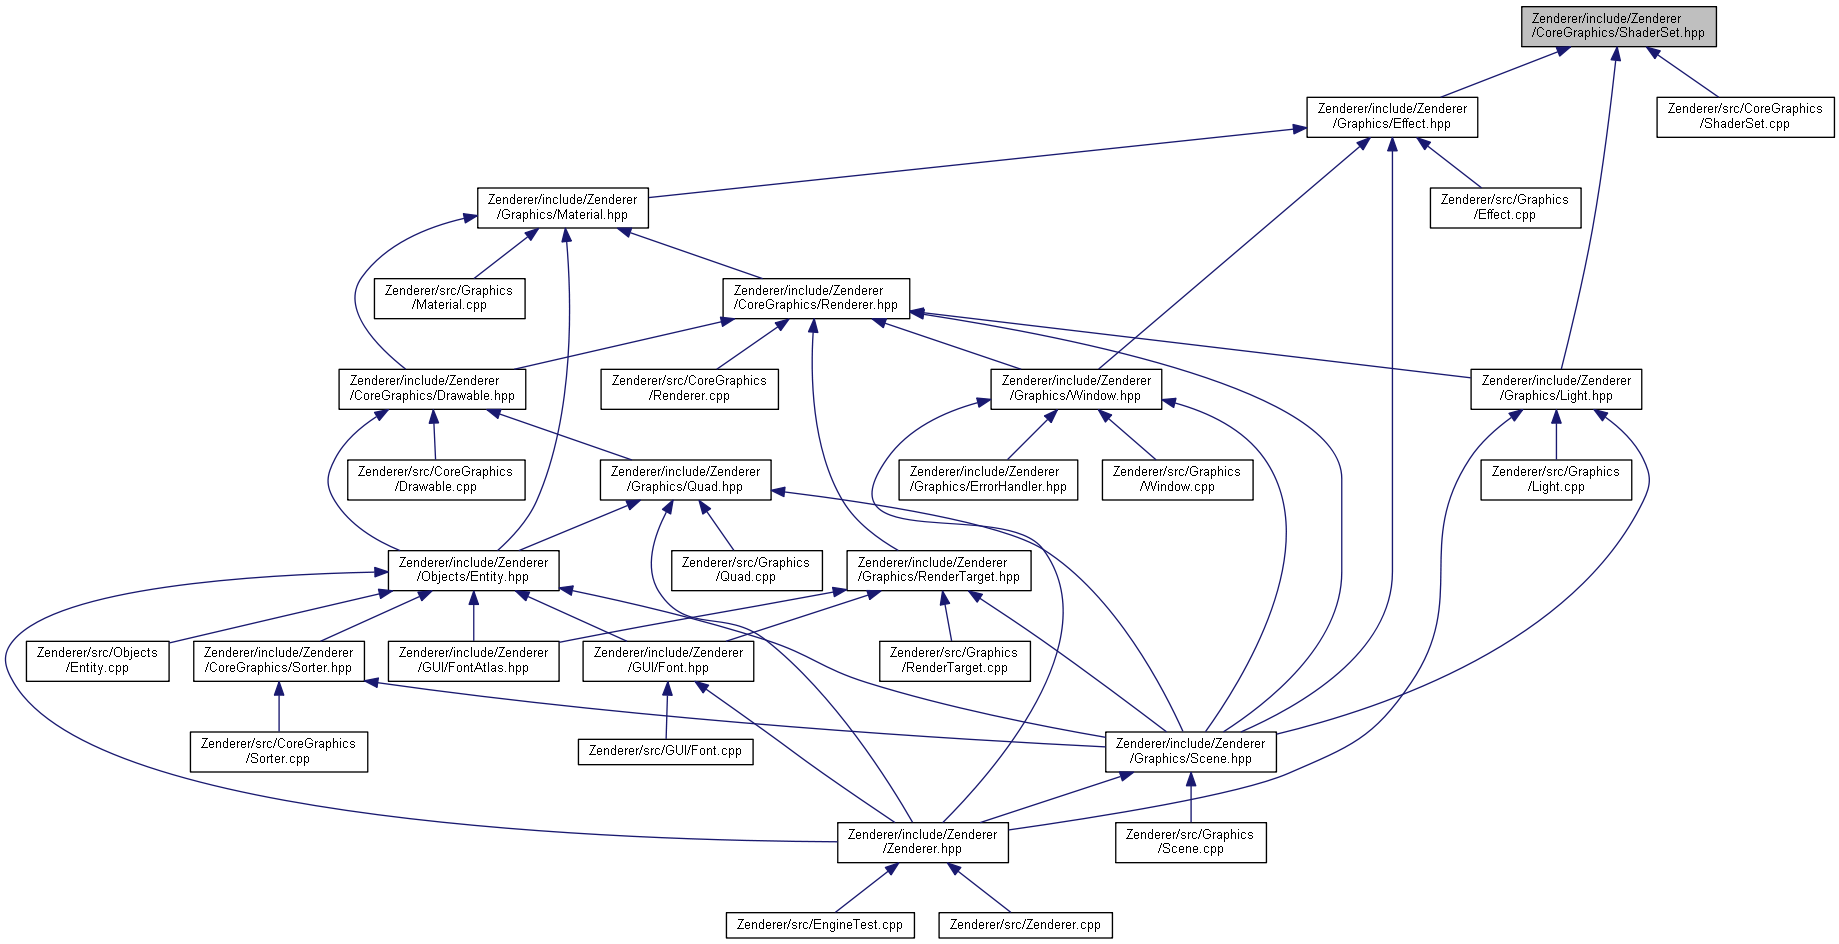 Zenderer/include/Zenderer
/CoreGraphics/ShaderSet.hpp
Zenderer/include/Zenderer
/Graphics/Effect.hpp
Zenderer/src/CoreGraphics
/ShaderSet.cpp
Zenderer/include/Zenderer
/Graphics/Material.hpp
Zenderer/src/Graphics
/Effect.cpp
Zenderer/src/Graphics
/Material.cpp
Zenderer/include/Zenderer
/CoreGraphics/Renderer.hpp
Zenderer/include/Zenderer
/CoreGraphics/Drawable.hpp
Zenderer/src/CoreGraphics
/Renderer.cpp
Zenderer/include/Zenderer
/Graphics/Window.hpp
Zenderer/include/Zenderer
/Graphics/Light.hpp
Zenderer/src/CoreGraphics
/Drawable.cpp
Zenderer/include/Zenderer
/Graphics/Quad.hpp
Zenderer/include/Zenderer
/Graphics/ErrorHandler.hpp
Zenderer/src/Graphics
/Window.cpp
Zenderer/src/Graphics
/Light.cpp
Zenderer/include/Zenderer
/Objects/Entity.hpp
Zenderer/src/Graphics
/Quad.cpp
Zenderer/include/Zenderer
/Graphics/RenderTarget.hpp
Zenderer/src/Objects
/Entity.cpp
Zenderer/include/Zenderer
/CoreGraphics/Sorter.hpp
Zenderer/include/Zenderer
/GUI/FontAtlas.hpp
Zenderer/include/Zenderer
/GUI/Font.hpp
Zenderer/src/Graphics
/RenderTarget.cpp
Zenderer/src/CoreGraphics
/Sorter.cpp
Zenderer/src/GUI/Font.cpp
Zenderer/include/Zenderer
/Graphics/Scene.hpp
Zenderer/include/Zenderer
/Zenderer.hpp
Zenderer/src/Graphics
/Scene.cpp
Zenderer/src/EngineTest.cpp
Zenderer/src/Zenderer.cpp